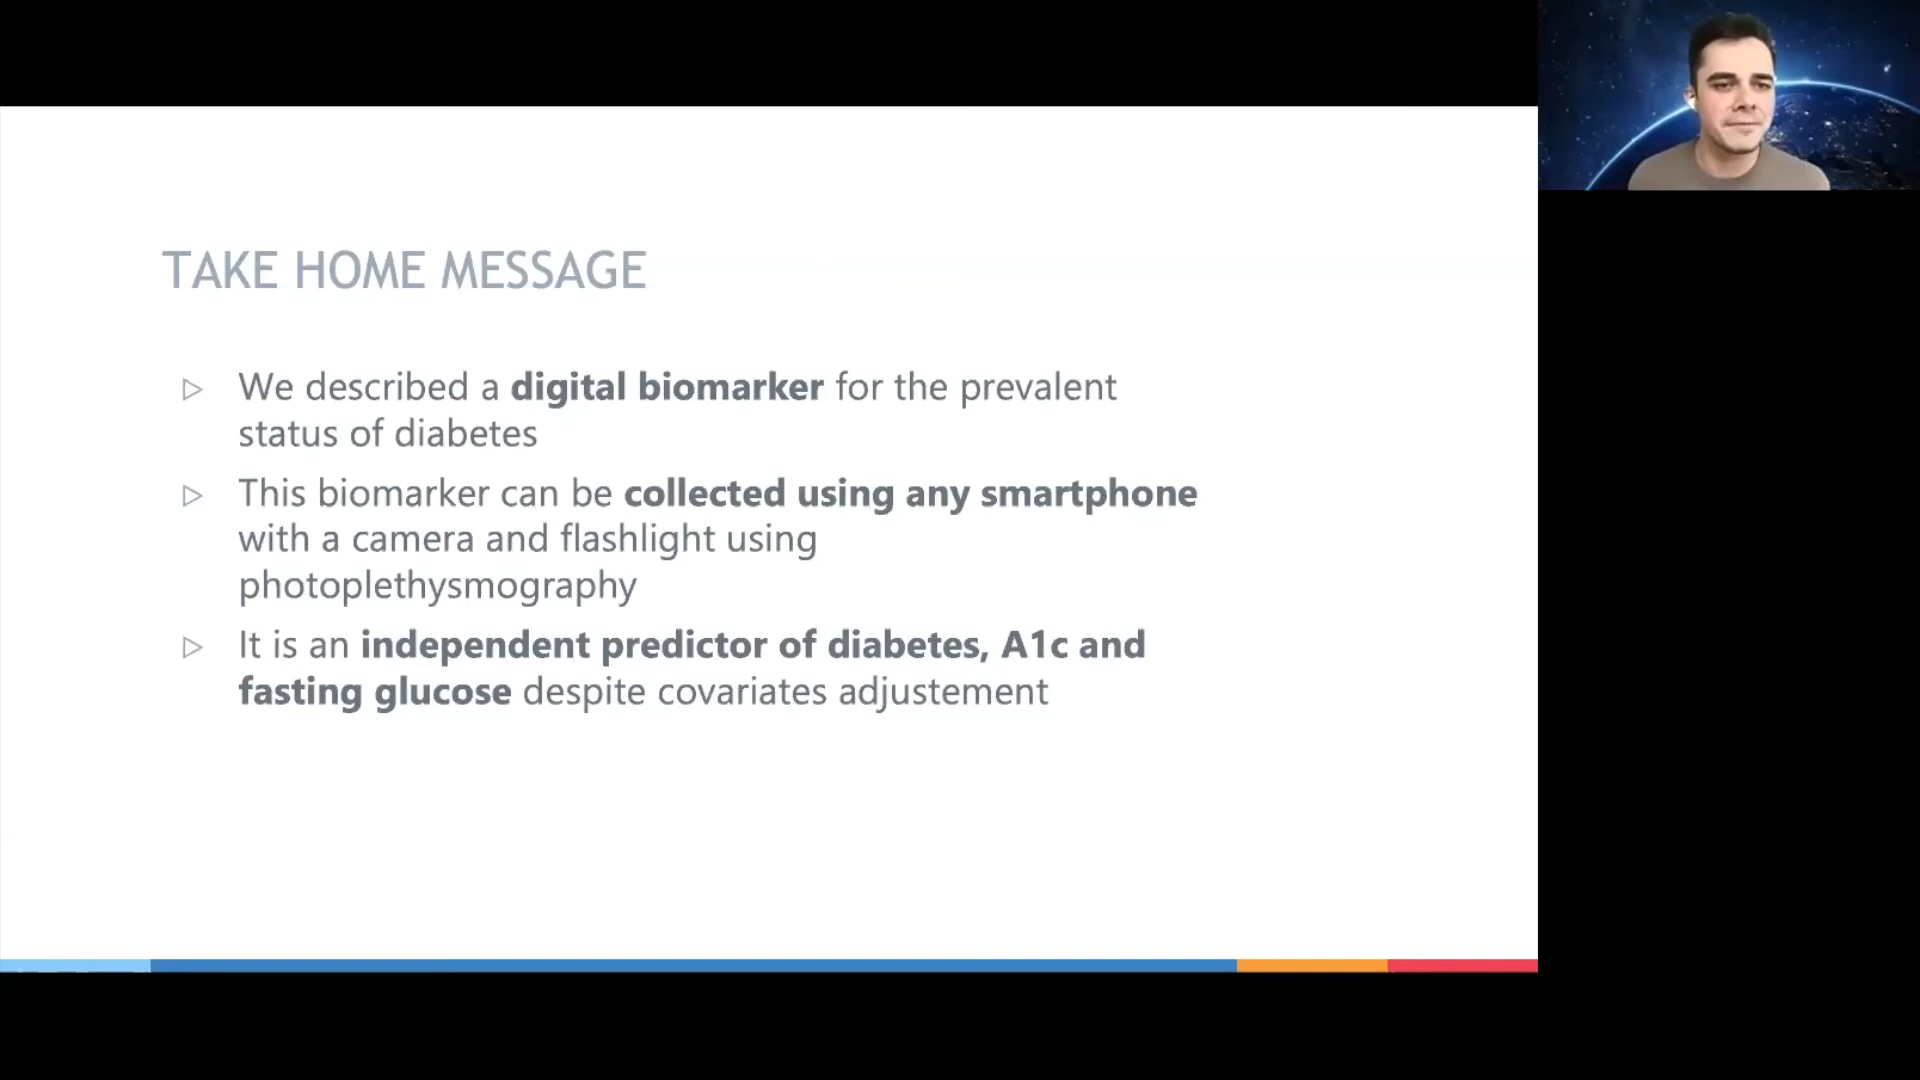 TAKE HOME MESSAGE
We described a digital biomarker for the prevalent
status of diabetes
This biomarker can be collected using any smartphone
with a camera and flashlight using
photoplethysmography
It is an independent predictor of diabetes, A1c and
fasting glucose despite covariates adjustement